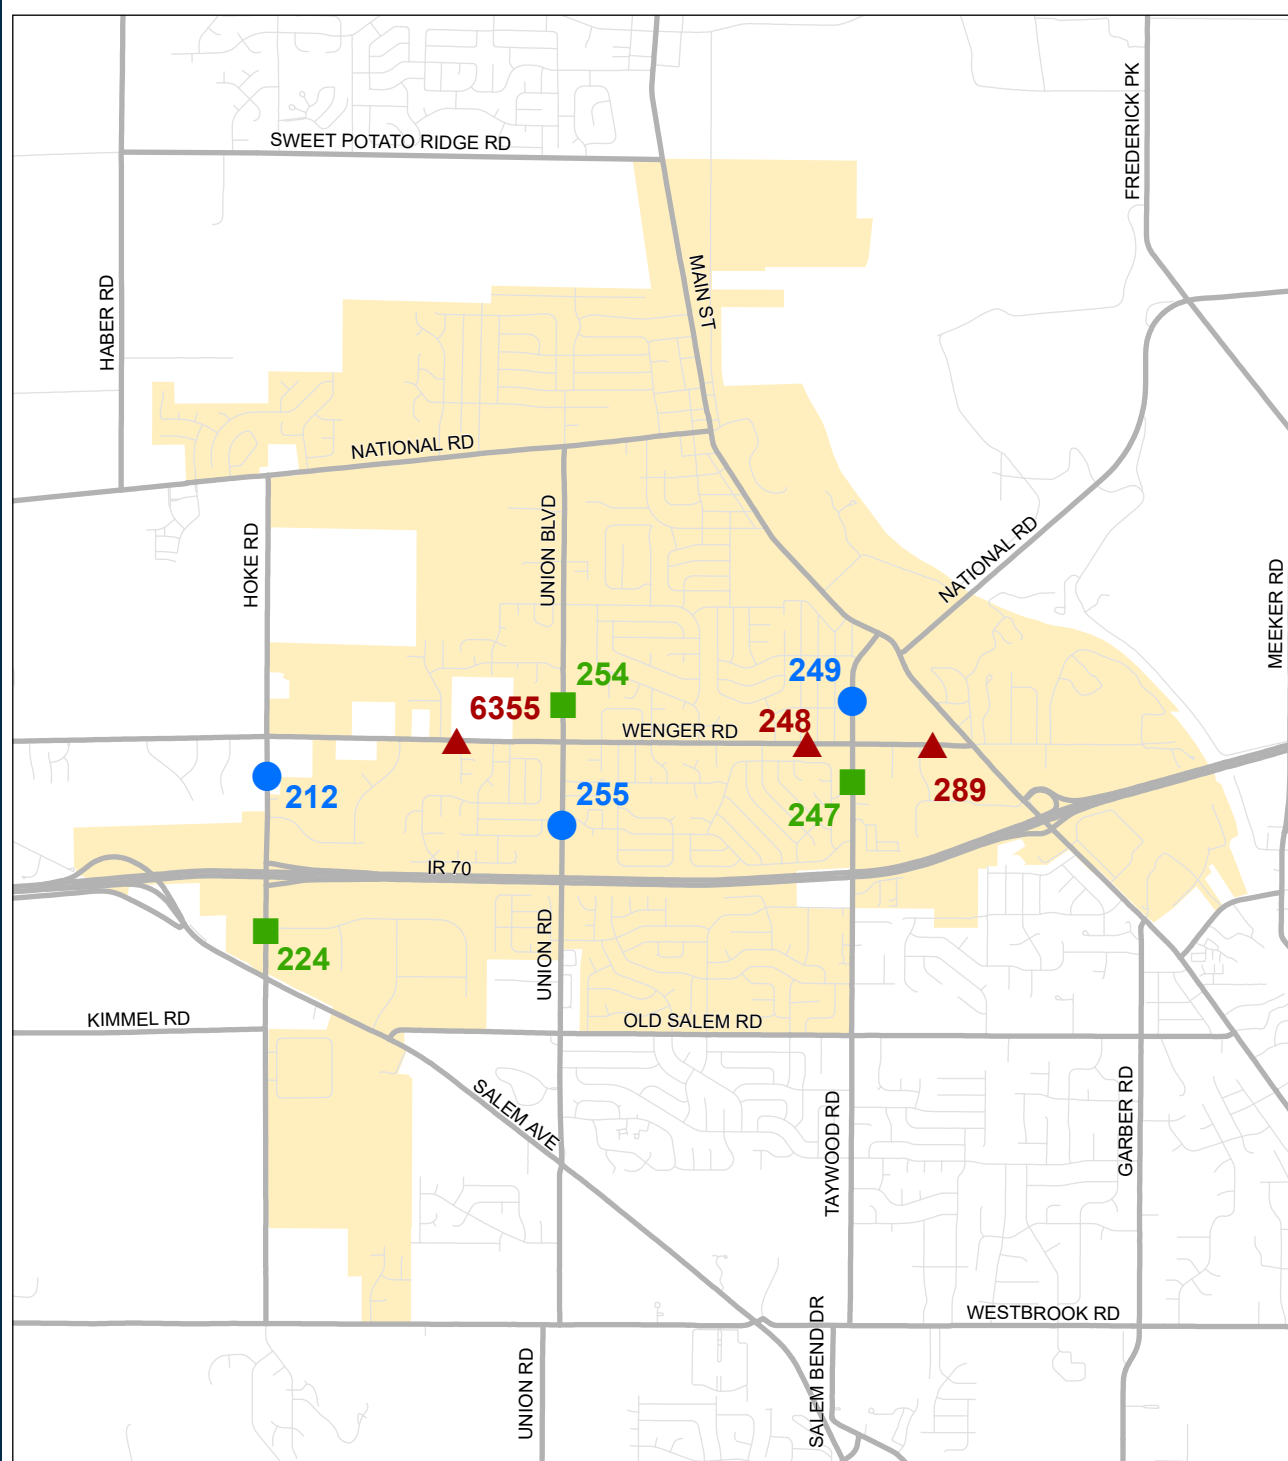 FREDERICK PK
SWEET POTATO RIDGE RD
MAIN ST
HABER RD
NATIONAL RD
UNION BLVD
HOKE RD
NATIONAL RD
MEEKER RD
254
249
6355
248
WENGER RD
289
212
255
247
IR 70
UNION RD
224
KIMMEL RD
OLD SALEM RD
SALEM AVE
TAYWOOD RD
GARBER RD
WESTBROOK RD
SALEM BEND DR
UNION RD